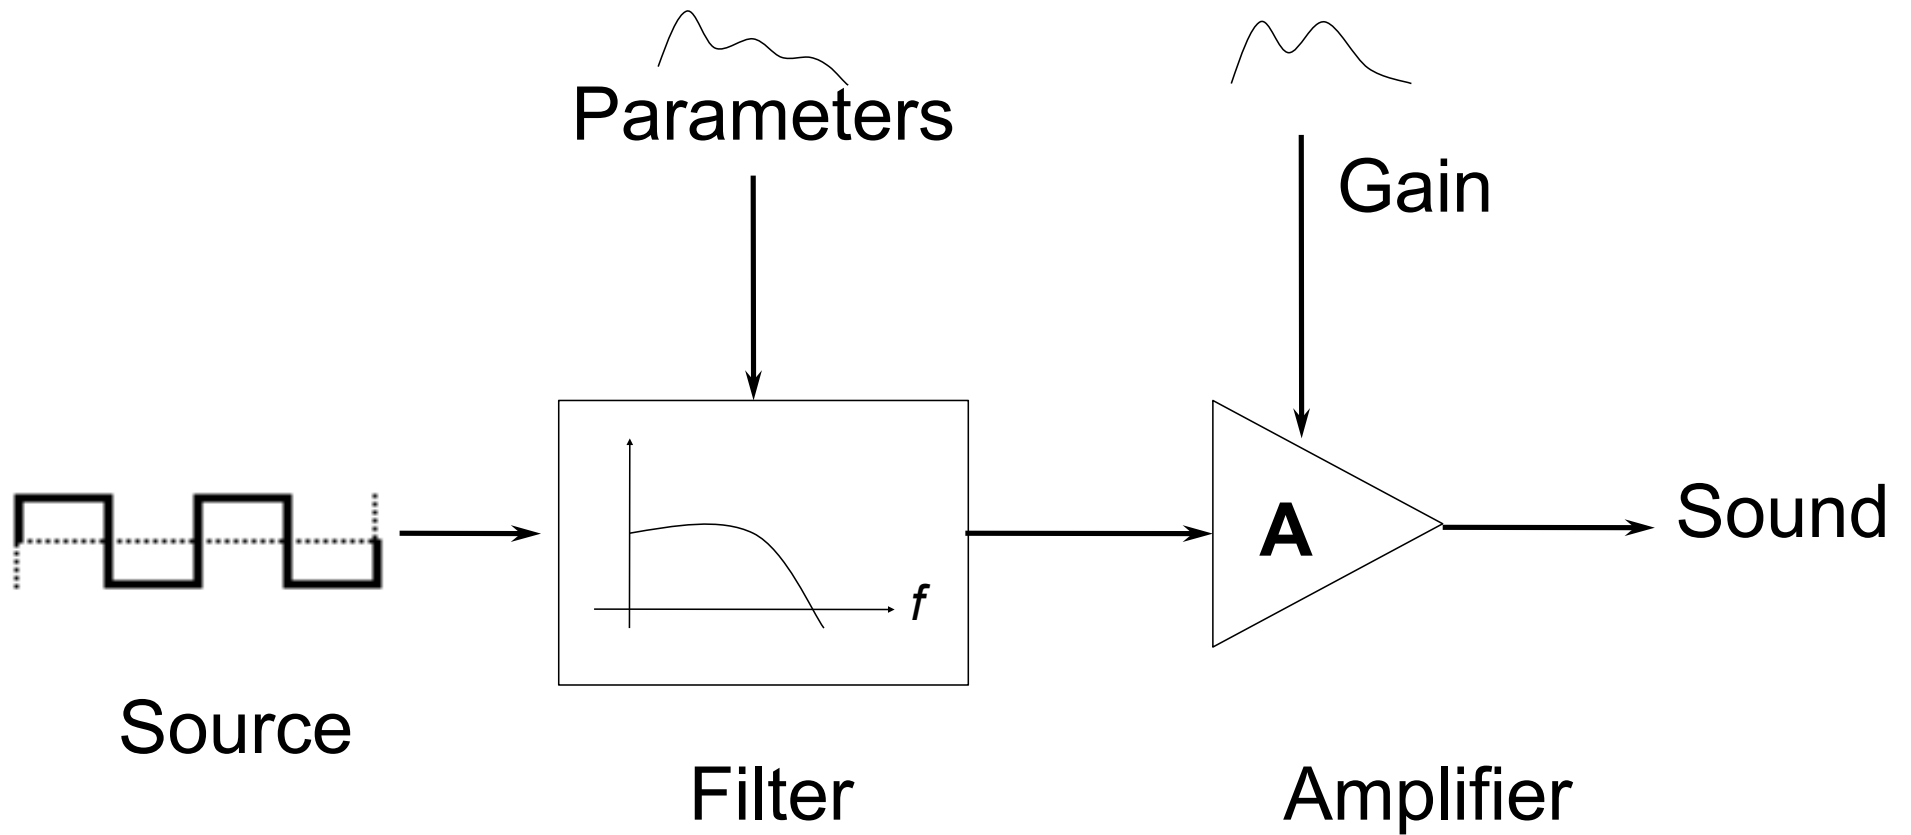 Parameters
Gain
f
A
Sound
Source
Filter
Amplifier